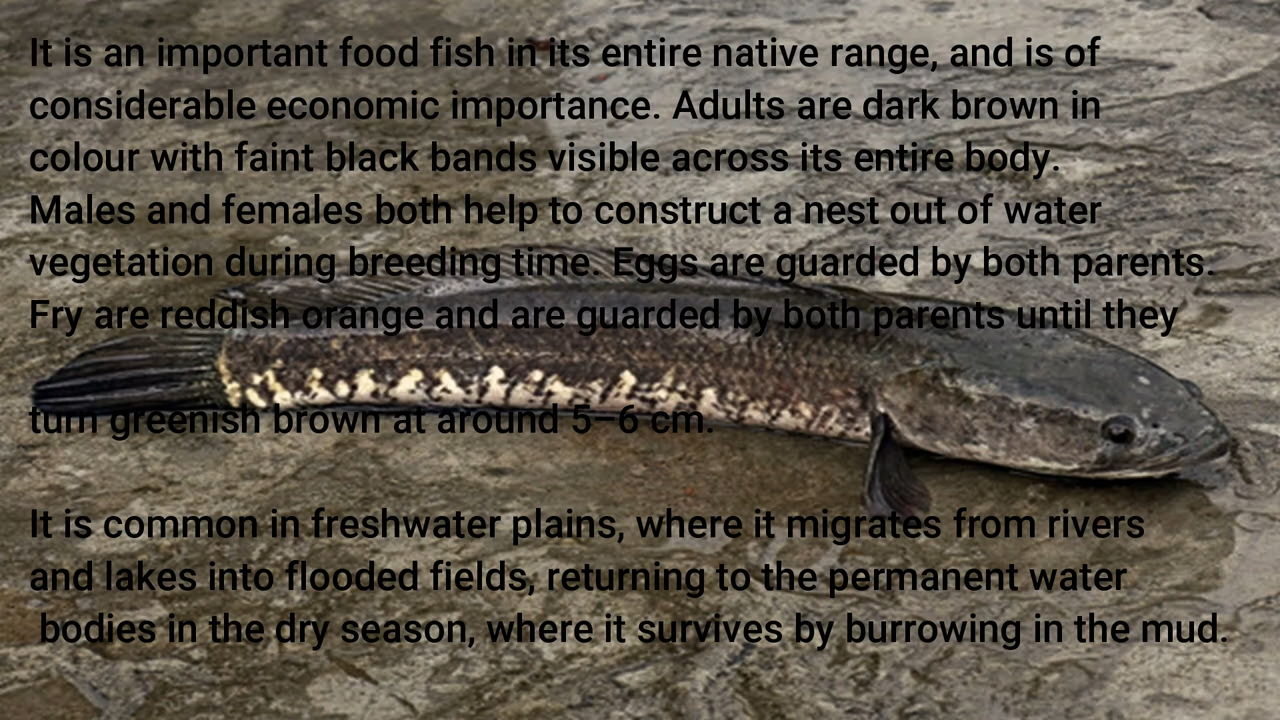 It is an important food fish in its entire native range, and is of
considerable economic importance. Adults are dark brown in
colour with faint black bands visible across its entire body.
Males and females both help to construct a nest out of water
vegetation during breeding time. Eggs are guarded by both parents.
Fry are reddish orange and are guarded by both parents until they
turn greenish brown at around 5–6 cm.
It is common in freshwater plains, where it migrates from rivers
and lakes into flooded fields, returning to the permanent water
bodies in the dry season, where it survives by burrowing in the mud.